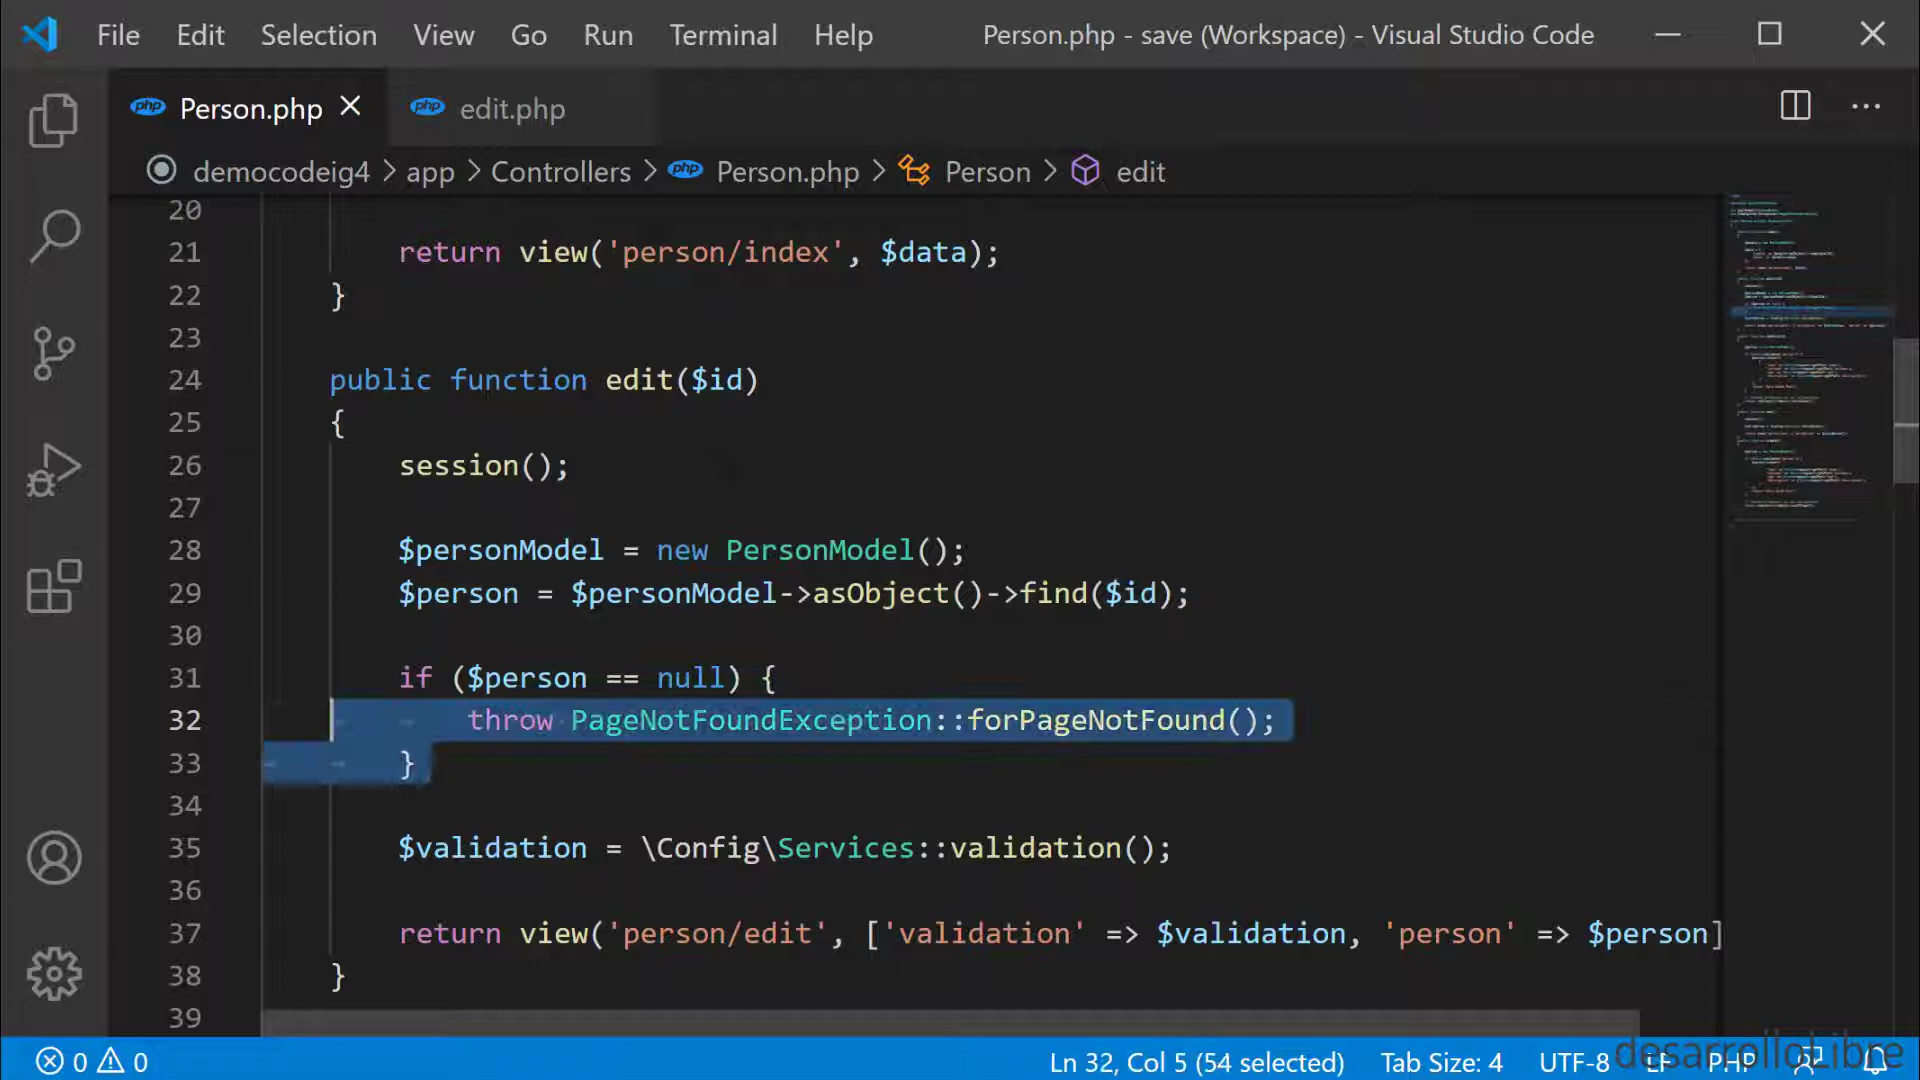 File Edit Selection View Go Run Terminal Help Person.php - save (Workspace) - Visual Studio Code
php Person.php php edit.php
democodeig4 > app > Controllers > php Person.php > Person > edit
20
21 return view('person/index', $data);
22 }
23
24 public function edit($id)
25 {
26 session();
27
28 $personModel = new PersonModel();
29 $person = $personModel->asObject()->find($id);
30
31 if ($person == null) {
32 throw PageNotFoundException::forPageNotFound();
33 }
34
35 $validation = \Config\Services::validation();
36
37 return view('person/edit', ['validation' => $validation, 'person' => $person]
38 }
39
0 0 Ln 32, Col 5 (54 selected) Tab Size: 4 UTF-8 LF PHP
desarrolloLibre